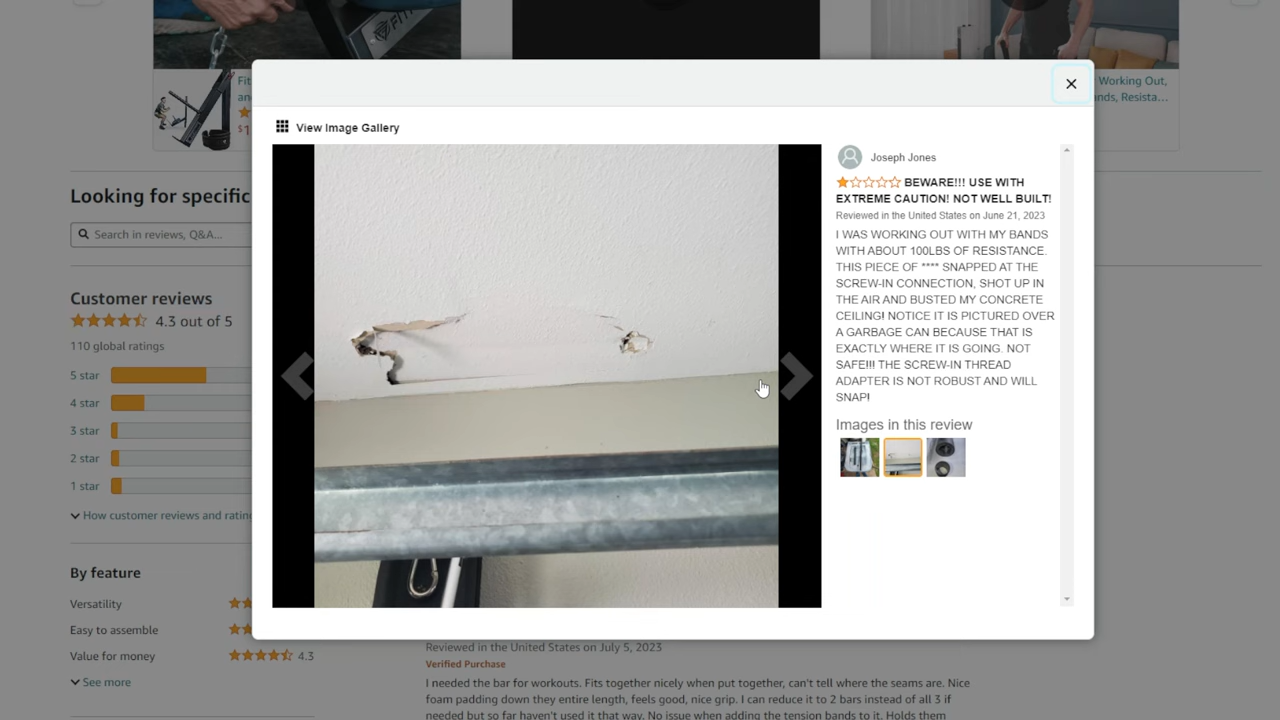 FIT
Fit
an
$1
Working Out,
nds, Resista...
View Image Gallery
Joseph Jones
BEWARE!!! USE WITH
EXTREME CAUTION! NOT WELL BUILT!
Reviewed in the United States on June 21, 2023
I WAS WORKING OUT WITH MY BANDS
WITH ABOUT 100LBS OF RESISTANCE.
THIS PIECE OF **** SNAPPED AT THE
SCREW-IN CONNECTION, SHOT UP IN
THE AIR AND BUSTED MY CONCRETE
CEILING! NOTICE IT IS PICTURED OVER
A GARBAGE CAN BECAUSE THAT IS
EXACTLY WHERE IT IS GOING. NOT
SAFE!!! THE SCREW-IN THREAD
ADAPTER IS NOT ROBUST AND WILL
SNAP!
Images in this review
Looking for specific
Search in reviews, Q&A...
Customer reviews
4.3 out of 5
110 global ratings
5 star
4 star
3 star
2 star
1 star
How customer reviews and rating
By feature
Versatility
Easy to assemble
Value for money 4.3
See more
Reviewed in the United States on July 5, 2023
Verified Purchase
I needed the bar for workouts. Fits together nicely when put together, can't tell where the seams are. Nice
foam padding down they entire length, feels good, nice grip. I can reduce it to 2 bars instead of all 3 if
needed but so far haven't used it that way. No issue when adding the tension bands to it. Holds them